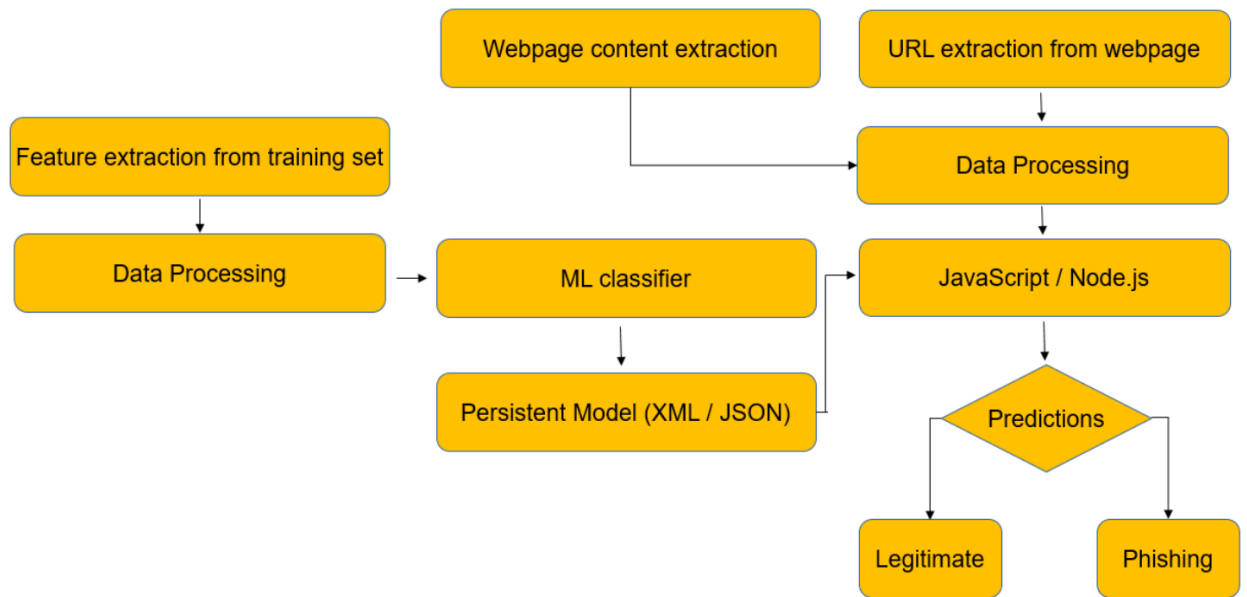 Webpage content extraction
URL extraction from webpage
Feature extraction from training set
Data Processing
Data Processing
ML classifier
JavaScript / Node.js
Persistent Model (XML / JSON)
Predictions
Legitimate
Phishing